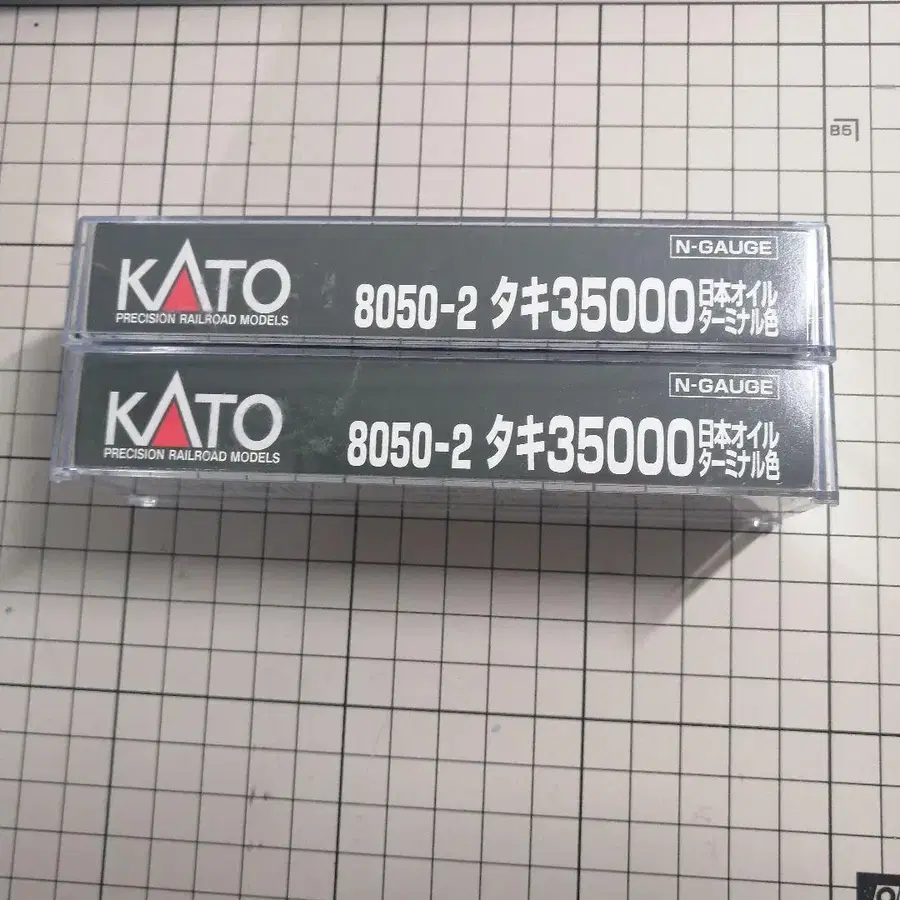 B5
N-GAUGE
KATO
PRECISION RAILROAD MODELS
8050-2 タキ35000 日本オイル
ターミナル色
N-GAUGE
KATO
PRECISION RAILROAD MODELS
8050-2 タキ35000 日本オイル
ターミナル色